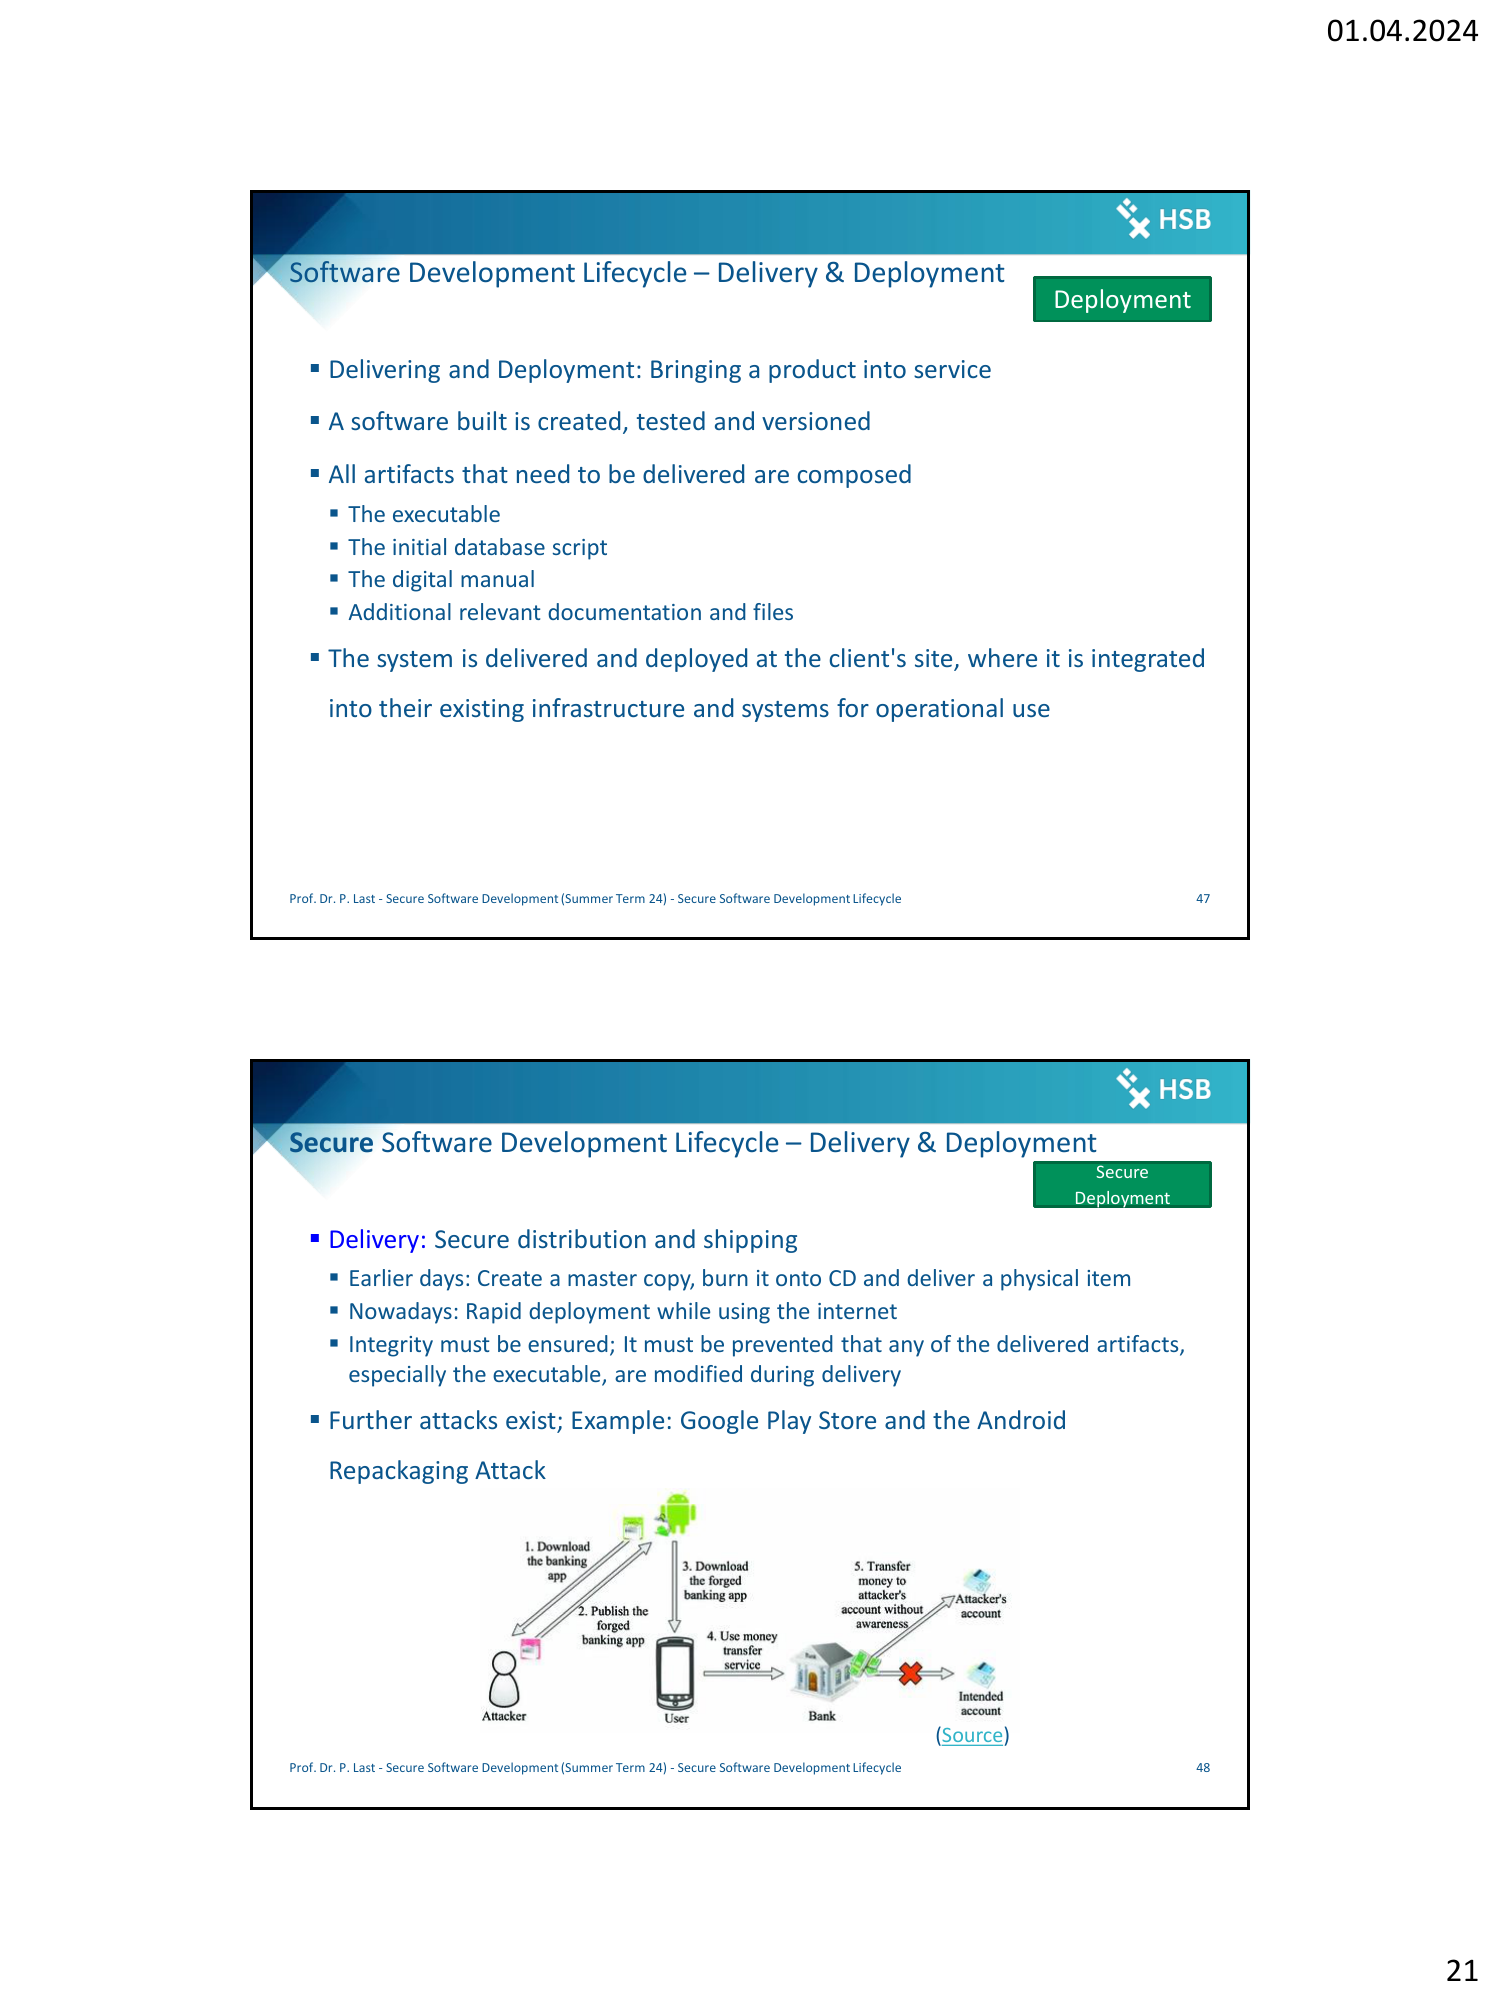 01.04.2024
HSB
Software Development Lifecycle – Delivery & Deployment
Deployment
▪ Delivering and Deployment: Bringing a product into service
▪ A software built is created, tested and versioned
▪ All artifacts that need to be delivered are composed
▪ The executable
▪ The initial database script
▪ The digital manual
▪ Additional relevant documentation and files
▪ The system is delivered and deployed at the client's site, where it is integrated
into their existing infrastructure and systems for operational use
Prof. Dr. P. Last - Secure Software Development (Summer Term 24) - Secure Software Development Lifecycle
47
HSB
Secure Software Development Lifecycle – Delivery & Deployment
Secure
Deployment
▪ Delivery: Secure distribution and shipping
▪ Earlier days: Create a master copy, burn it onto CD and deliver a physical item
▪ Nowadays: Rapid deployment while using the internet
▪ Integrity must be ensured; It must be prevented that any of the delivered artifacts,
especially the executable, are modified during delivery
▪ Further attacks exist; Example: Google Play Store and the Android
Repackaging Attack
1. Download
the banking
app
2. Publish the
forged
banking app
3. Download
the forged
banking app
4. Use money
transfer
service
5. Transfer
money to
attacker's
account without
awareness
Attacker's
account
Intended
account
Attacker
User
Bank
(Source)
Prof. Dr. P. Last - Secure Software Development (Summer Term 24) - Secure Software Development Lifecycle
48
21